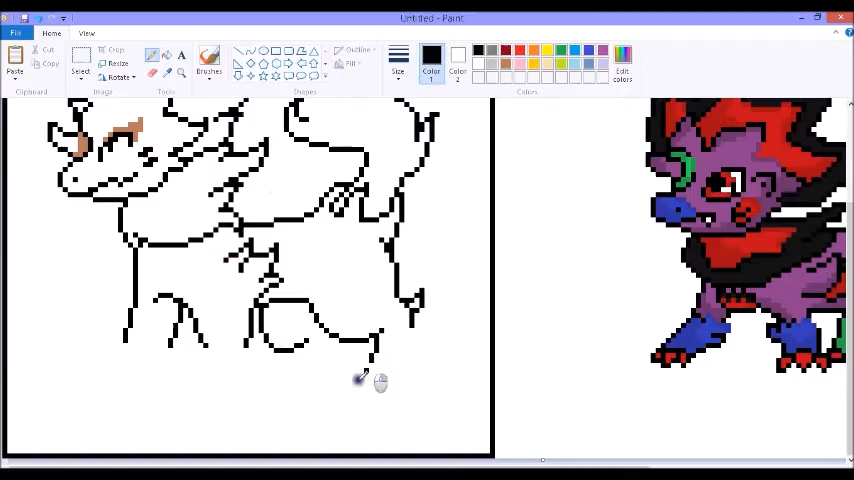 Untitled - Paint
File Home View
Paste
Cut
Copy
Clipboard
Select
Crop
Resize
Rotate
Image
Tools
Brushes
Shapes
Outline
Fill
Size
Color
1
Color
2
Edit
colors
Colors